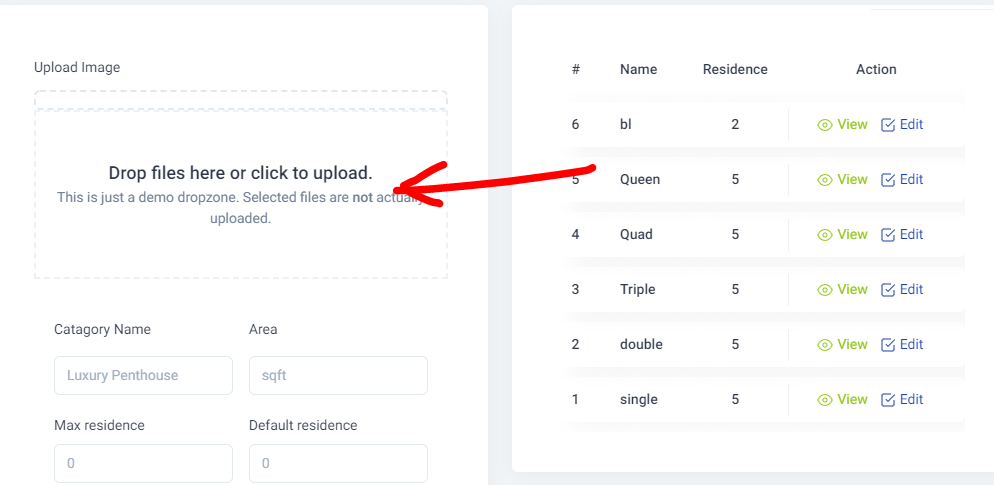 Upload Image
Drop files here or click to upload.
This is just a demo dropzone. Selected files are not actually
uploaded.
Catagory Name Area
Luxury Penthouse sqft
Max residence Default residence
0 0
# Name Residence Action
6 bl 2 View Edit
5 Queen 5 View Edit
4 Quad 5 View Edit
3 Triple 5 View Edit
2 double 5 View Edit
1 single 5 View Edit